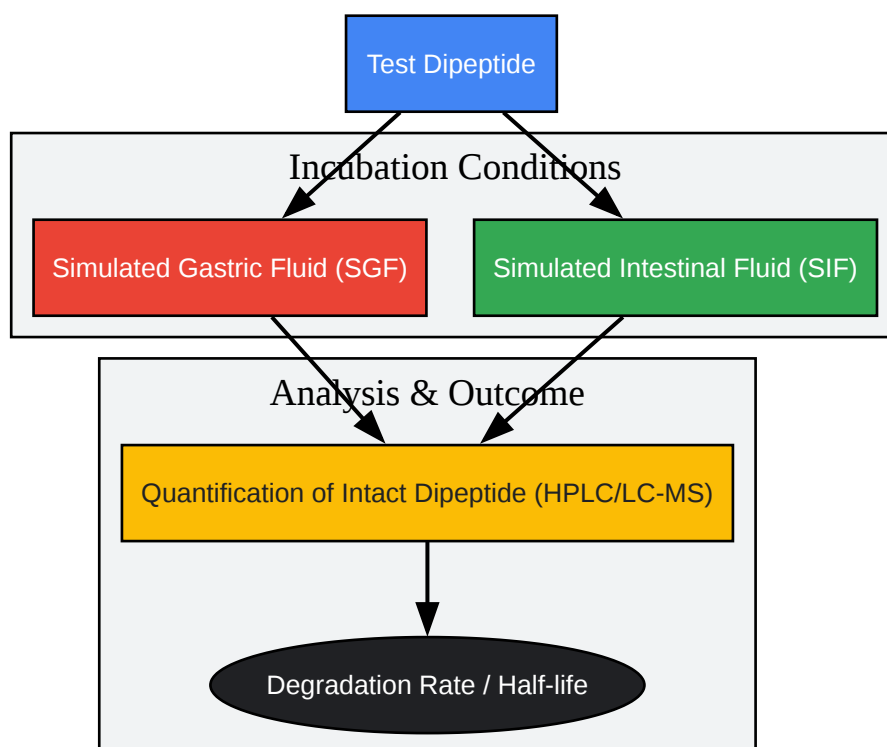 Test Dipeptide
Incubation Conditions
Simulated Gastric Fluid (SGF)
Simulated Intestinal Fluid (SIF)
Analysis & Outcome
Quantification of Intact Dipeptide (HPLC/LC-MS)
Degradation Rate / Half-life